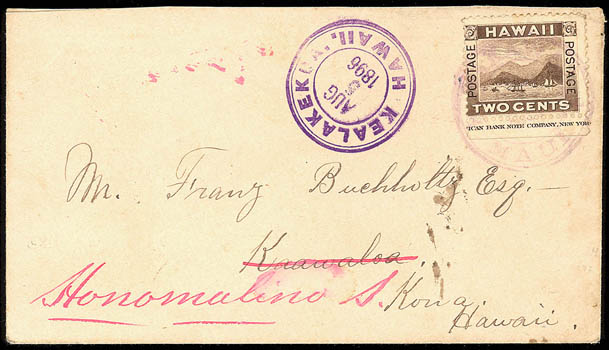 KEALAKEKUA HAWAII.
AUG
5
1896
HAWAII
POSTAGE
POSTAGE
TWO CENTS
ICAN BANK NOTE COMPANY, NEW YORK
Mr. Franz Buchholtz Esq.
Kaawaloa.
Honomalino S. Kona.
Hawaii.